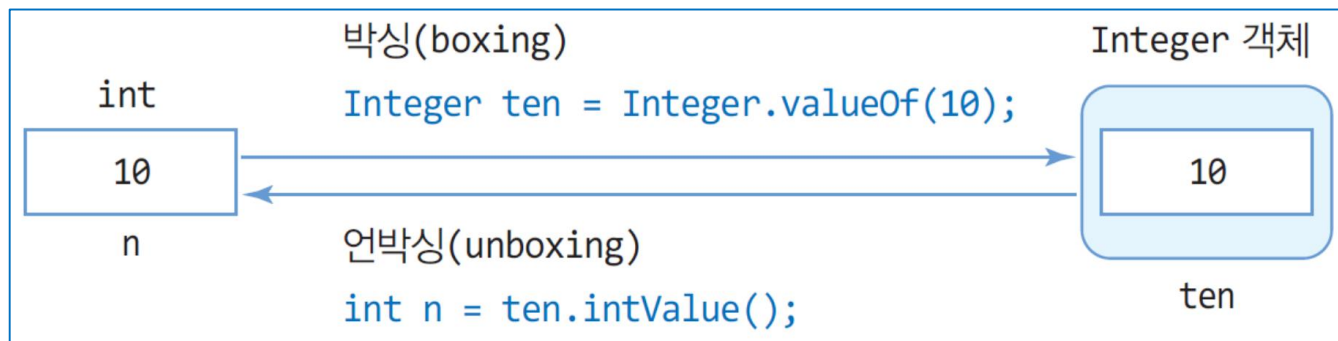 박싱(boxing)
Integer 객체
int
Integer ten = Integer.valueOf(10);
10
10
n
언박싱(unboxing)
ten
int n = ten.intValue();